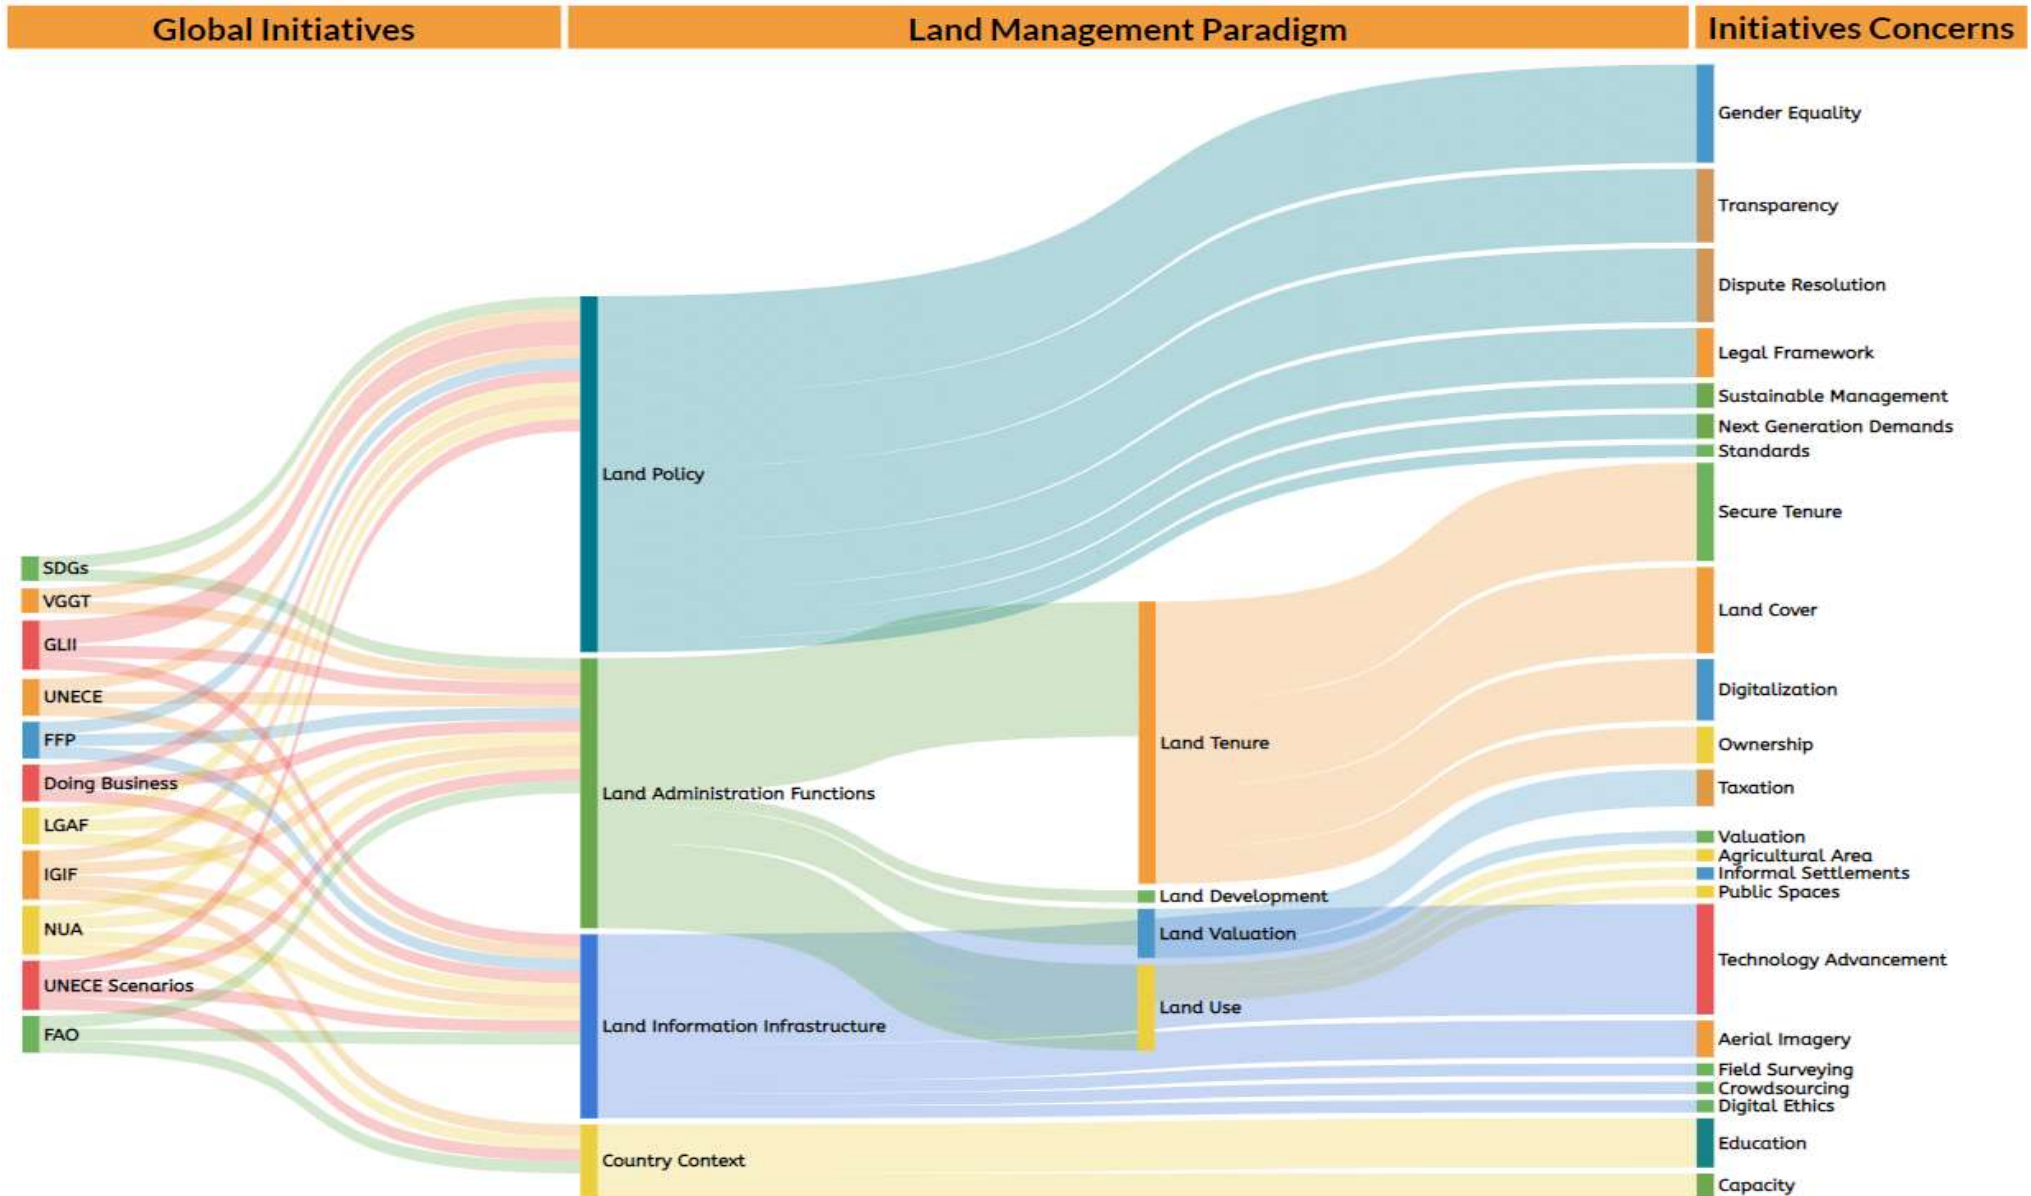 Global Initiatives
Land Management Paradigm
Initiatives Concerns
SDGs
VGGT
GLII
UNECE
FFP
Doing Business
LGAF
IGIF
NUA
UNECE Scenarios
FAO
Land Policy
Land Administration Functions
Land Information Infrastructure
Country Context
Land Tenure
Land Development
Land Valuation
Land Use
Gender Equality
Transparency
Dispute Resolution
Legal Framework
Sustainable Management
Next Generation Demands
Standards
Secure Tenure
Land Cover
Digitalization
Ownership
Taxation
Valuation
Agricultural Area
Informal Settlements
Public Spaces
Technology Advancement
Aerial Imagery
Field Surveying
Crowdsourcing
Digital Ethics
Education
Capacity